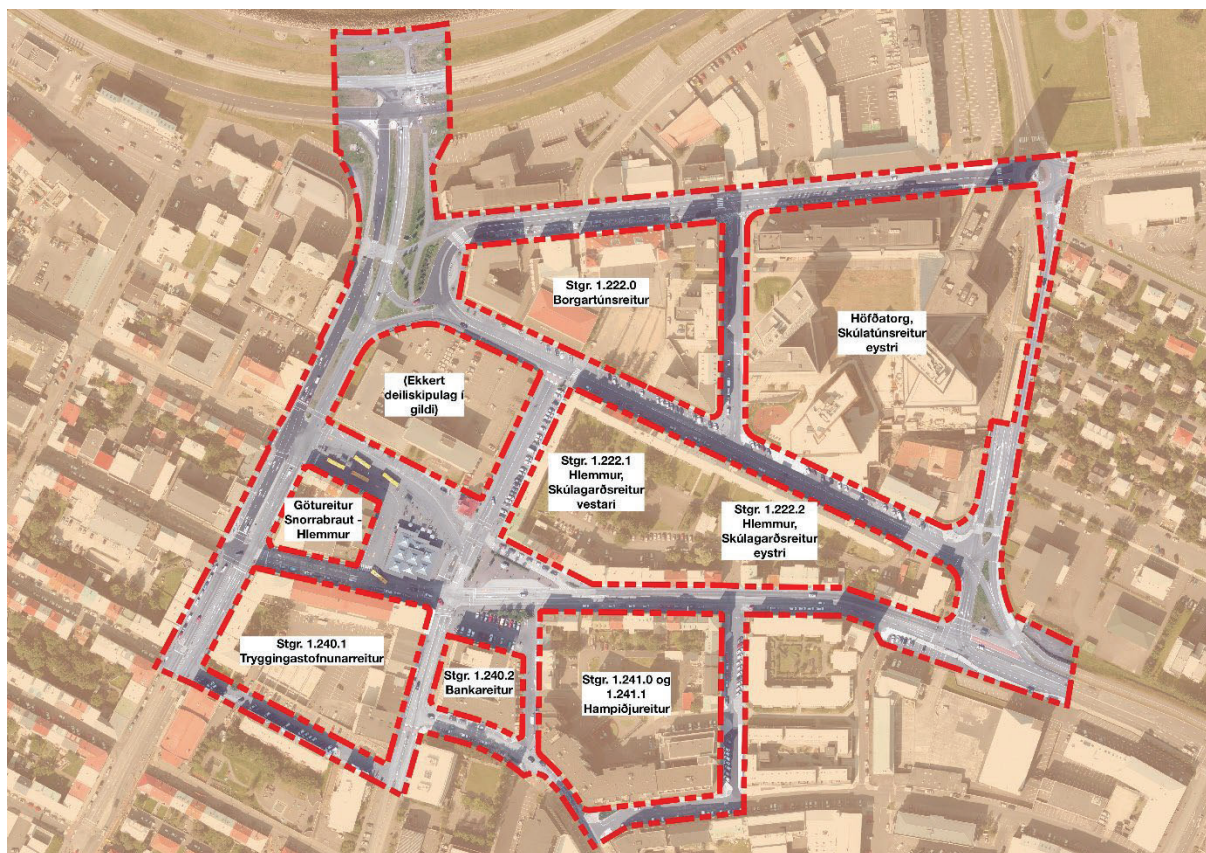 Stgr. 1.222.0
Borgartúnsreitur
Höfðatorg,
Skúlatúnsreitur
eystri
(Ekkert
deiliskipulag í
gildi)
Stgr. 1.222.1
Hlemmur,
Skúlagarðsreitur
vestari
Stgr. 1.222.2
Hlemmur,
Skúlagarðsreitur
eystri
Götureitur
Snorrabraut -
Hlemmur
Stgr. 1.240.1
Tryggingastofnunarreitur
Stgr. 1.240.2
Bankareitur
Stgr. 1.241.0 og
1.241.1
Hampiðjureitur